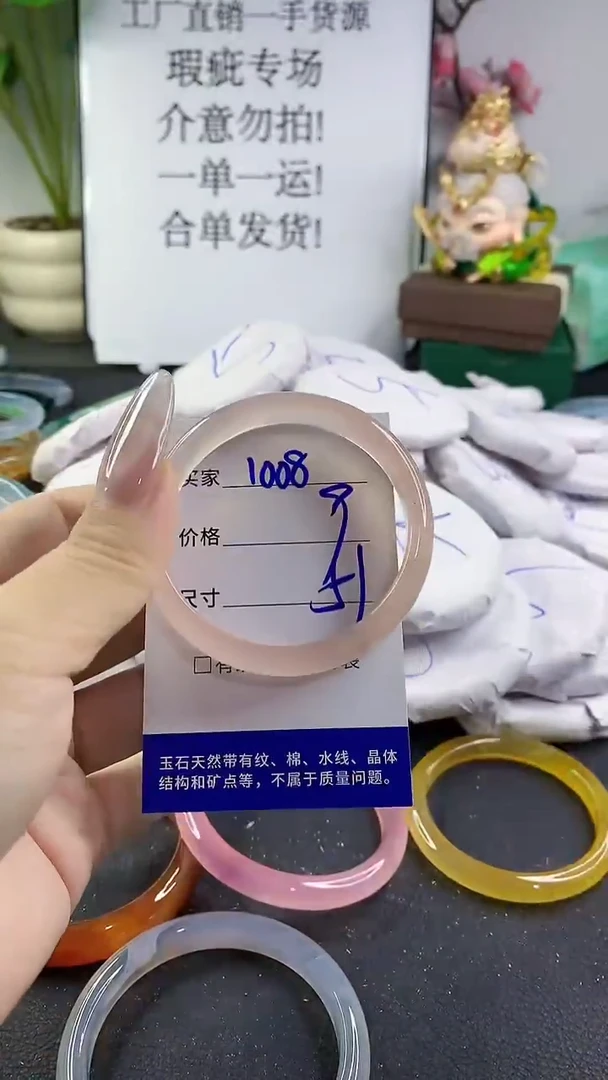 工厂直销一手货源
瑕疵专场
介意勿拍!
一单一运!
合单发货!
买家 1008
价格
尺寸 51
玉石天然带有纹、棉、水线、晶体
结构和矿点等，不属于质量问题。